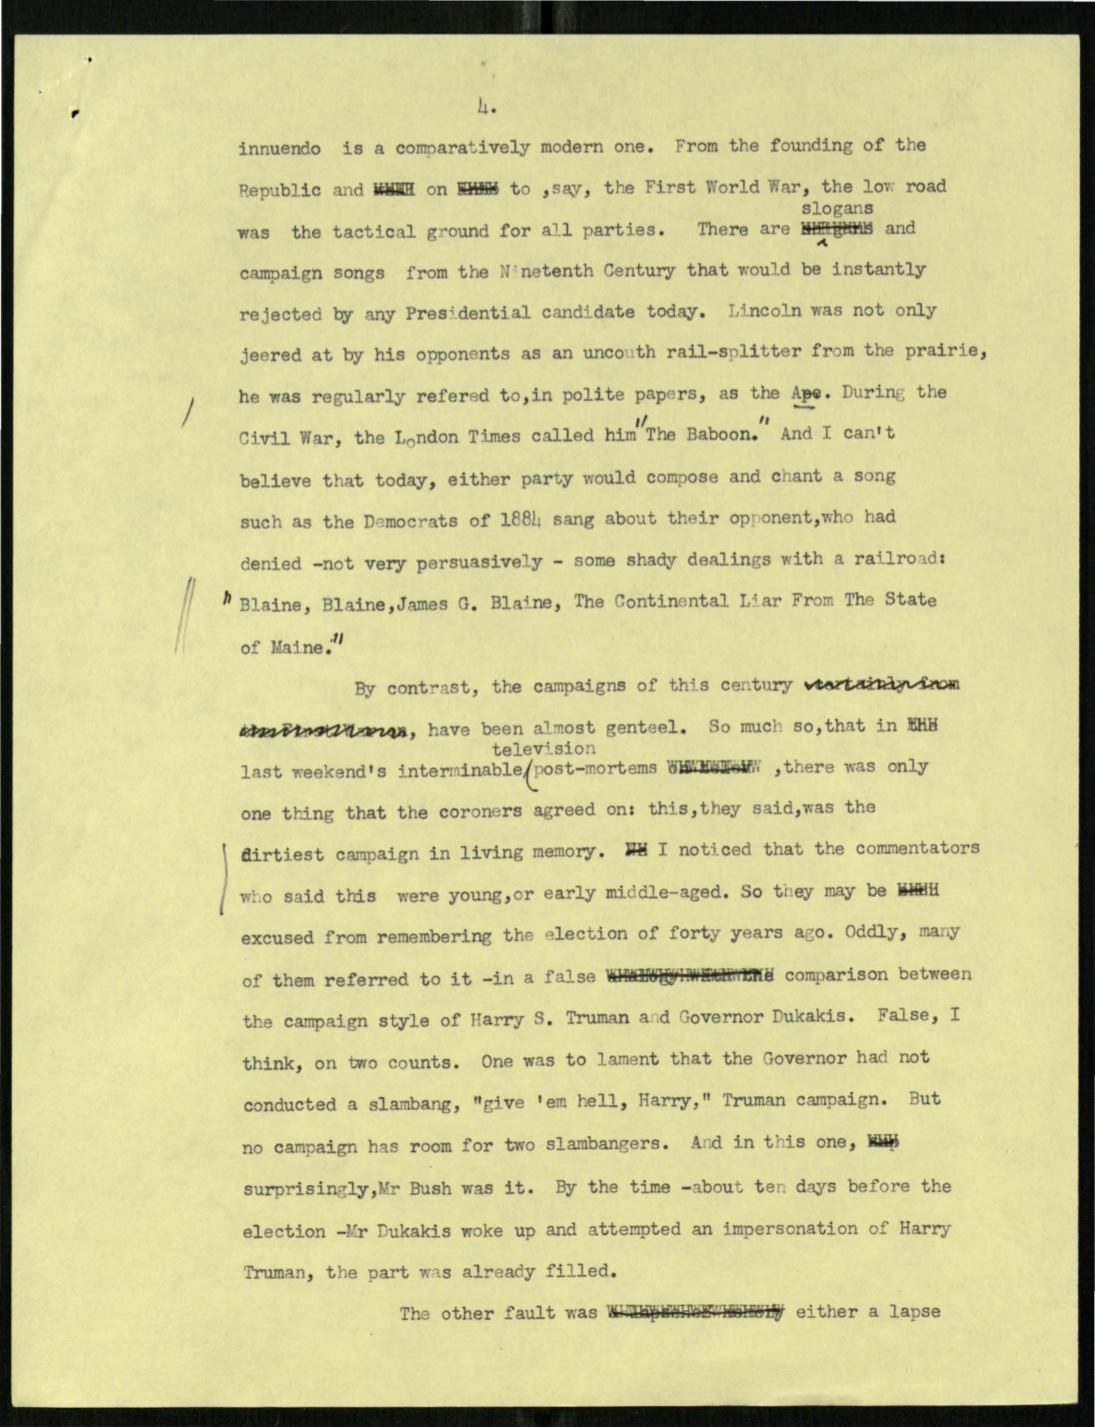 4.
innuendo is a comparatively modern one. From the founding of the
Republic and on to ,say, the First World War, the low road
slogans
was the tactical ground for all parties. There are and
campaign songs from the Ninetenth Century that would be instantly
rejected by any Presidential candidate today. Lincoln was not only
jeered at by his opponents as an uncouth rail-splitter from the prairie,
he was regularly refered to,in polite papers, as the Ape. During the
Civil War, the London Times called him "The Baboon." And I can't
believe that today, either party would compose and chant a song
such as the Democrats of 1884 sang about their opponent,who had
denied -not very persuasively - some shady dealings with a railroad:
"Blaine, Blaine,James G. Blaine, The Continental Liar From The State
of Maine."
By contrast, the campaigns of this century
, have been almost genteel. So much so,that in
television
last weekend's interminable post-mortems ,there was only
one thing that the coroners agreed on: this,they said,was the
dirtiest campaign in living memory. I noticed that the commentators
who said this were young,or early middle-aged. So they may be
excused from remembering the election of forty years ago. Oddly, many
of them referred to it -in a false comparison between
the campaign style of Harry S. Truman and Governor Dukakis. False, I
think, on two counts. One was to lament that the Governor had not
conducted a slambang, "give 'em hell, Harry," Truman campaign. But
no campaign has room for two slambangers. And in this one,
surprisingly,Mr Bush was it. By the time -about ten days before the
election -Mr Dukakis woke up and attempted an impersonation of Harry
Truman, the part was already filled.
The other fault was either a lapse